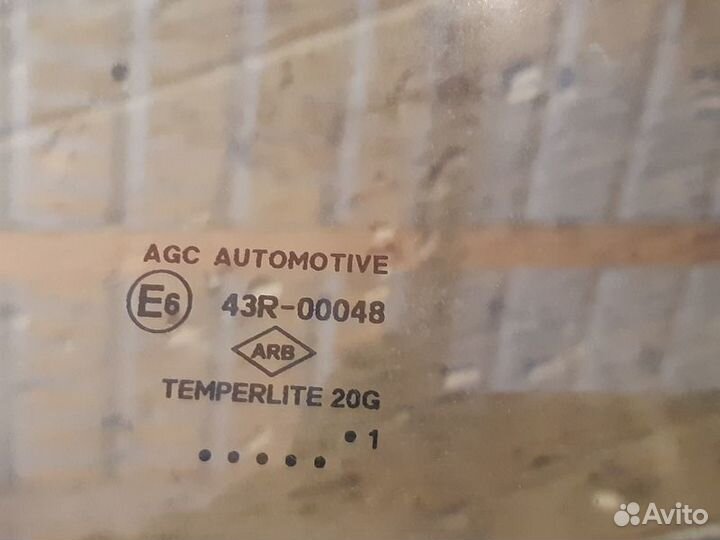 AGC AUTOMOTIVE
E6 43R-00048
ARB
TEMPERLITE 20G
•1
•••••
Avito